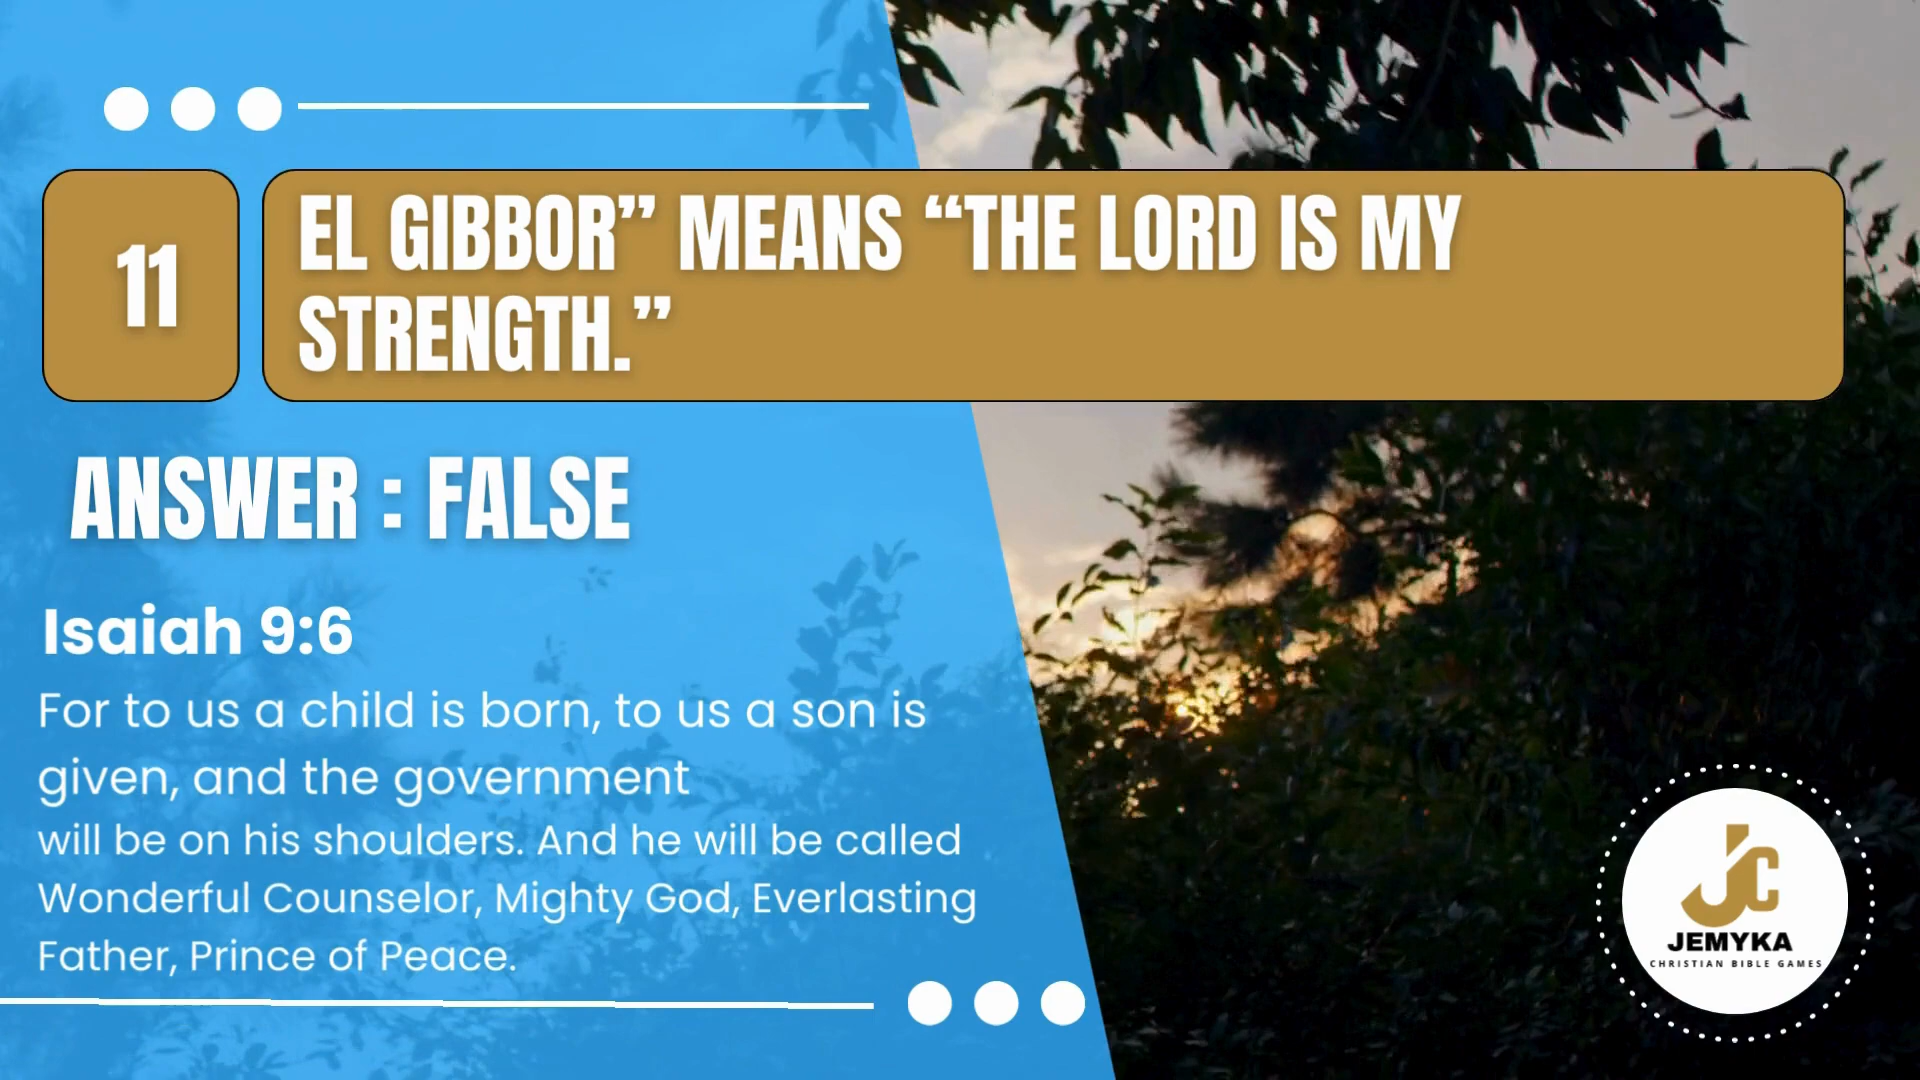 11
EL GIBBOR” MEANS “THE LORD IS MY
STRENGTH.”
ANSWER : FALSE
Isaiah 9:6
For to us a child is born, to us a son is
given, and the government
will be on his shoulders. And he will be called
Wonderful Counselor, Mighty God, Everlasting
Father, Prince of Peace.
JC
JEMYKA
CHRISTIAN BIBLE GAMES